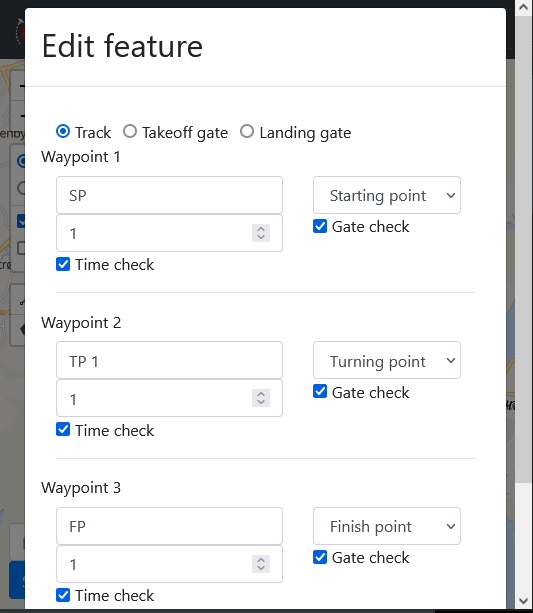 Edit feature
Track Takeoff gate Landing gate
Waypoint 1
SP Starting point
1 Gate check
Time check
Waypoint 2
TP 1 Turning point
1 Gate check
Time check
Waypoint 3
FP Finish point
1 Gate check
Time check